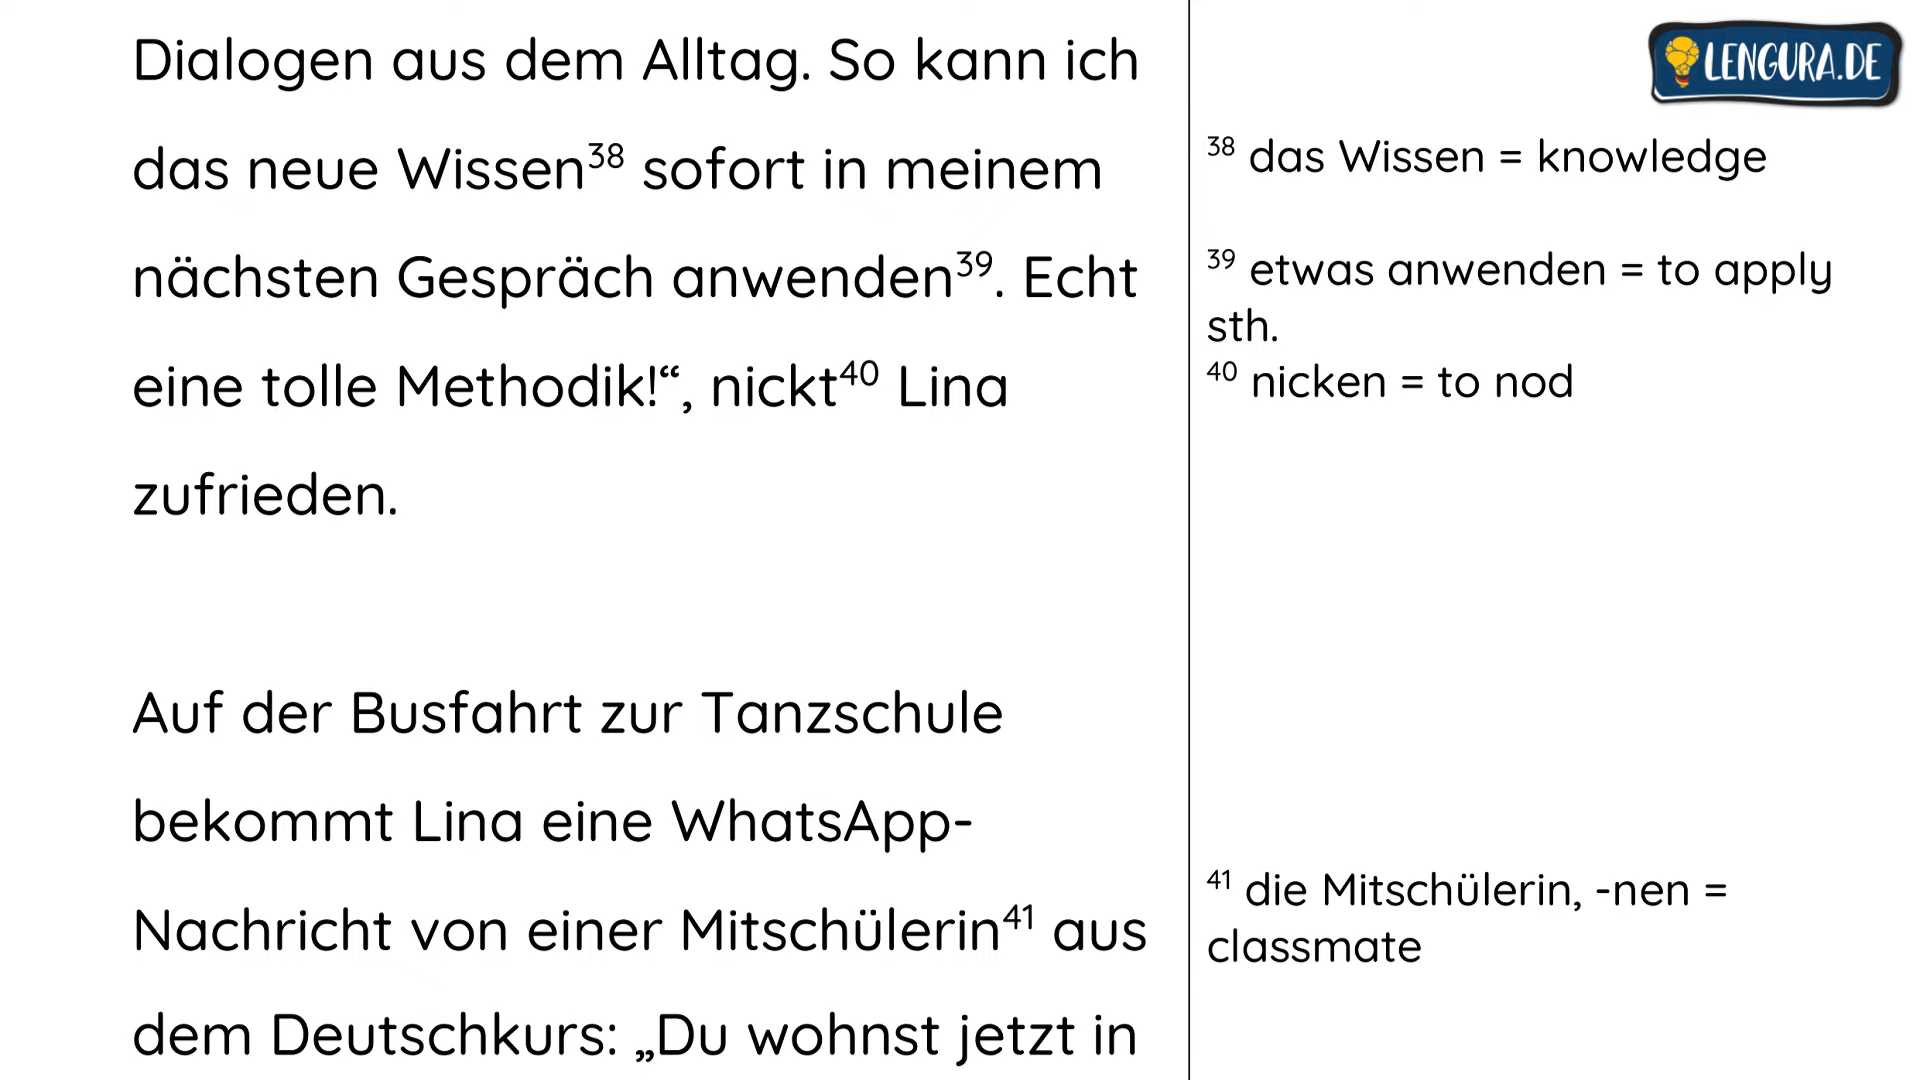 Dialogen aus dem Alltag. So kann ich
das neue Wissen³⁸ sofort in meinem
nächsten Gespräch anwenden³⁹. Echt
eine tolle Methodik!“, nickt⁴⁰ Lina
zufrieden.
Auf der Busfahrt zur Tanzschule
bekommt Lina eine WhatsApp-
Nachricht von einer Mitschülerin⁴¹ aus
dem Deutschkurs: „Du wohnst jetzt in
LENGURA.DE
³⁸ das Wissen = knowledge
³⁹ etwas anwenden = to apply
sth.
⁴⁰ nicken = to nod
⁴¹ die Mitschülerin, -nen =
classmate